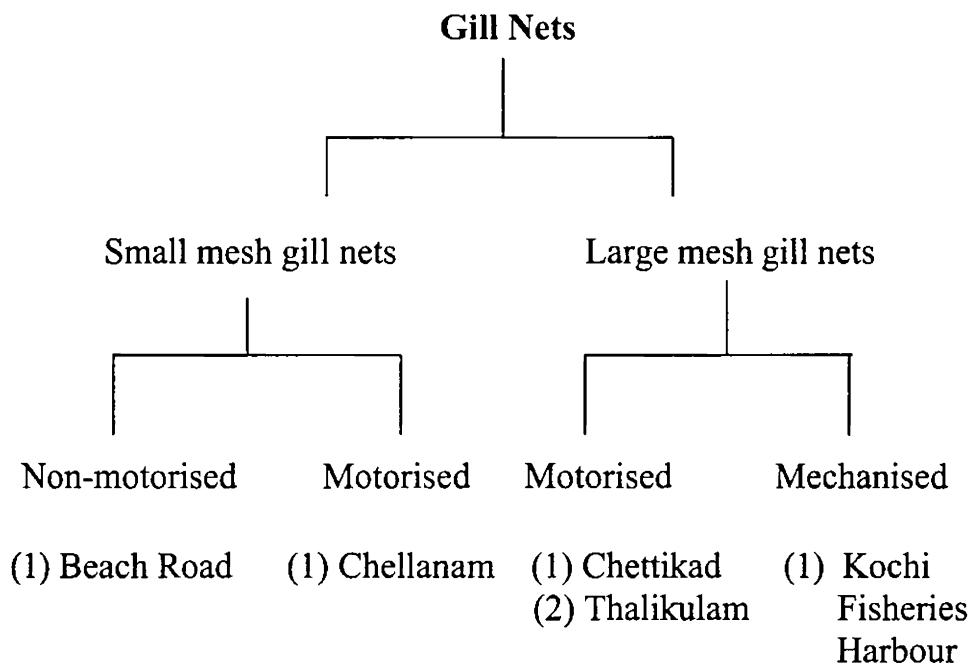 Gill Nets
Small mesh gill nets
Large mesh gill nets
Non-motorised
Motorised
Motorised
Mechanised
(1) Beach Road
(1) Chellanam
(1) Chettikad
(2) Thalikulam
(1) Kochi
Fisheries
Harbour